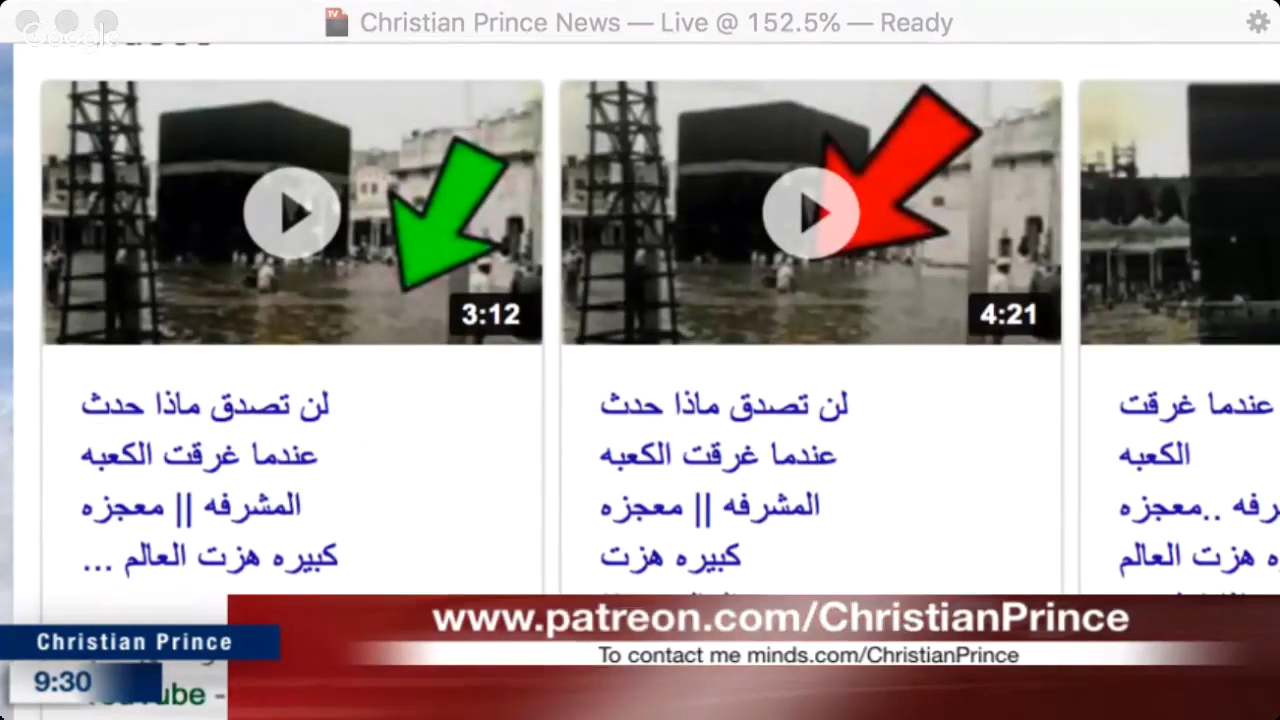 Christian Prince News — Live @ 152.5% — Ready
Google
3:12
4:21
لن تصدق ماذا حدث
عندما غرقت الكعبه
المشرفه || معجزه
كبيره هزت العالم ...
لن تصدق ماذا حدث
عندما غرقت الكعبه
المشرفه || معجزه
كبيره هزت
عندما غرقت
الكعبه
معجزه..
هزت العالم
www.patreon.com/ChristianPrince
To contact me minds.com/ChristianPrince
Christian Prince
9:30